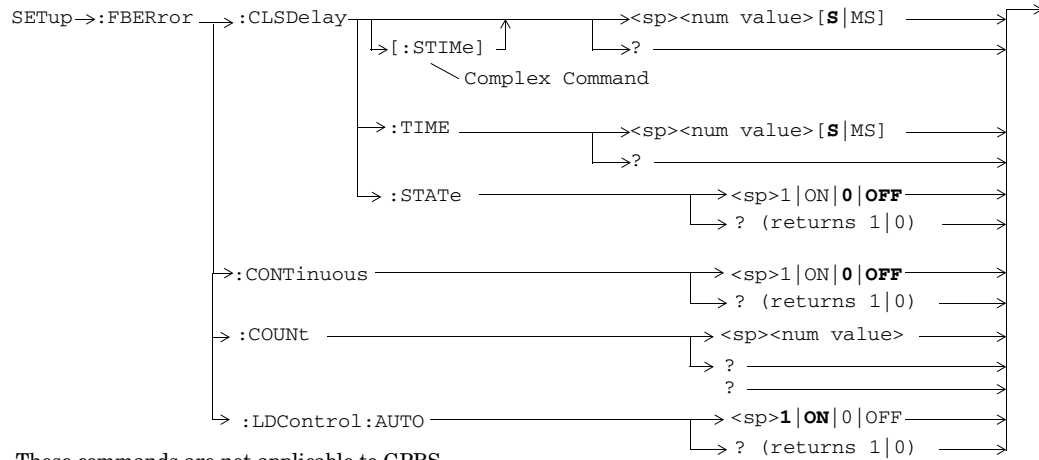 SETup :FBERror :CLSDelay <sp><num value>[S|MS]
[:STIMe] ?
Complex Command
:TIME <sp><num value>[S|MS]
?
:STATe <sp>1|ON|0|OFF
? (returns 1|0)
:CONTinuous <sp>1|ON|0|OFF
? (returns 1|0)
:COUNt <sp><num value>
?
?
:LDControl:AUTO <sp>1|ON|0|OFF
? (returns 1|0)
These commands are not applicable to GPRS